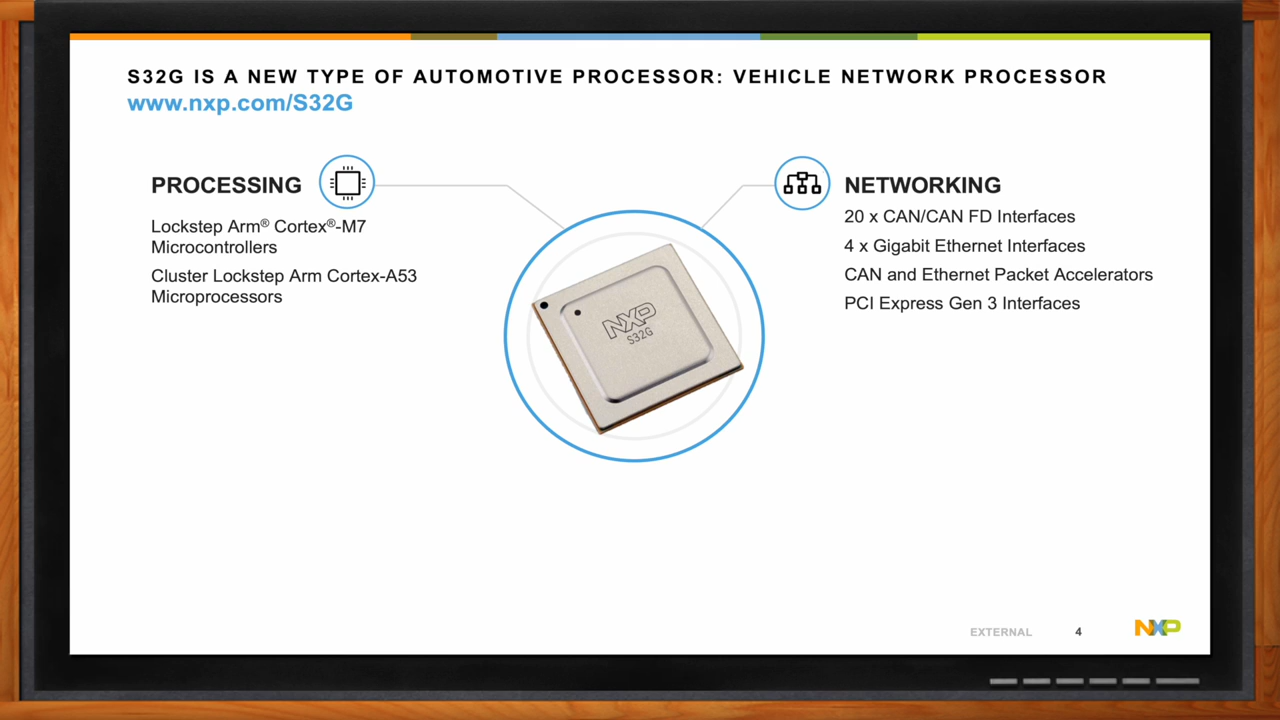 S32G IS A NEW TYPE OF AUTOMOTIVE PROCESSOR: VEHICLE NETWORK PROCESSOR
www.nxp.com/S32G
PROCESSING
Lockstep Arm® Cortex®-M7
Microcontrollers
Cluster Lockstep Arm Cortex-A53
Microprocessors
NXP
S32G
NETWORKING
20 x CAN/CAN FD Interfaces
4 x Gigabit Ethernet Interfaces
CAN and Ethernet Packet Accelerators
PCI Express Gen 3 Interfaces
EXTERNAL 4 NXP